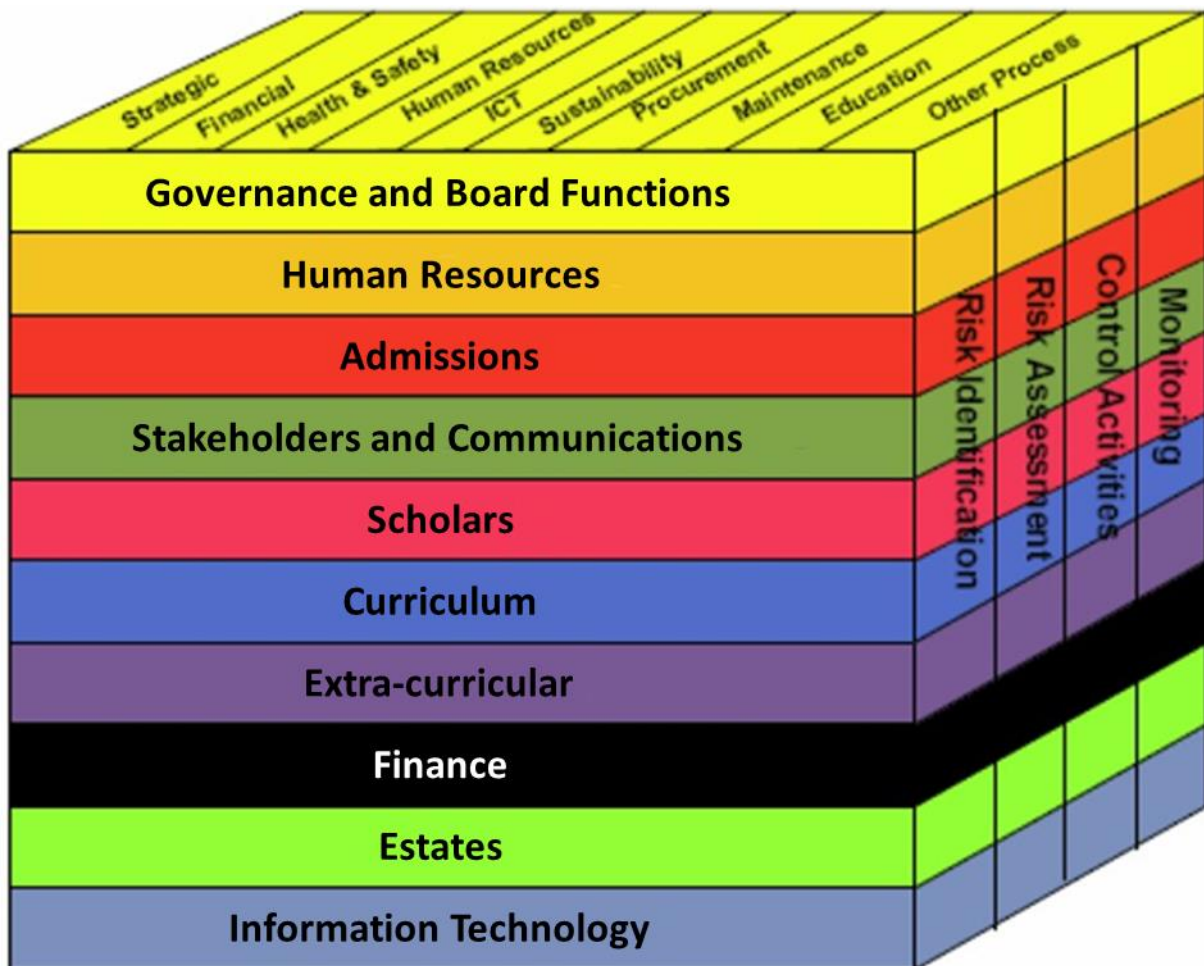 Strategic
Financial
Health & Safety
Human Resources
ICT
Sustainability
Procurement
Maintenance
Education
Other Process
Governance and Board Functions
Human Resources
Admissions
Stakeholders and Communications
Scholars
Curriculum
Extra-curricular
Finance
Estates
Information Technology
Risk Identification
Risk Assessment
Control Activities
Monitoring